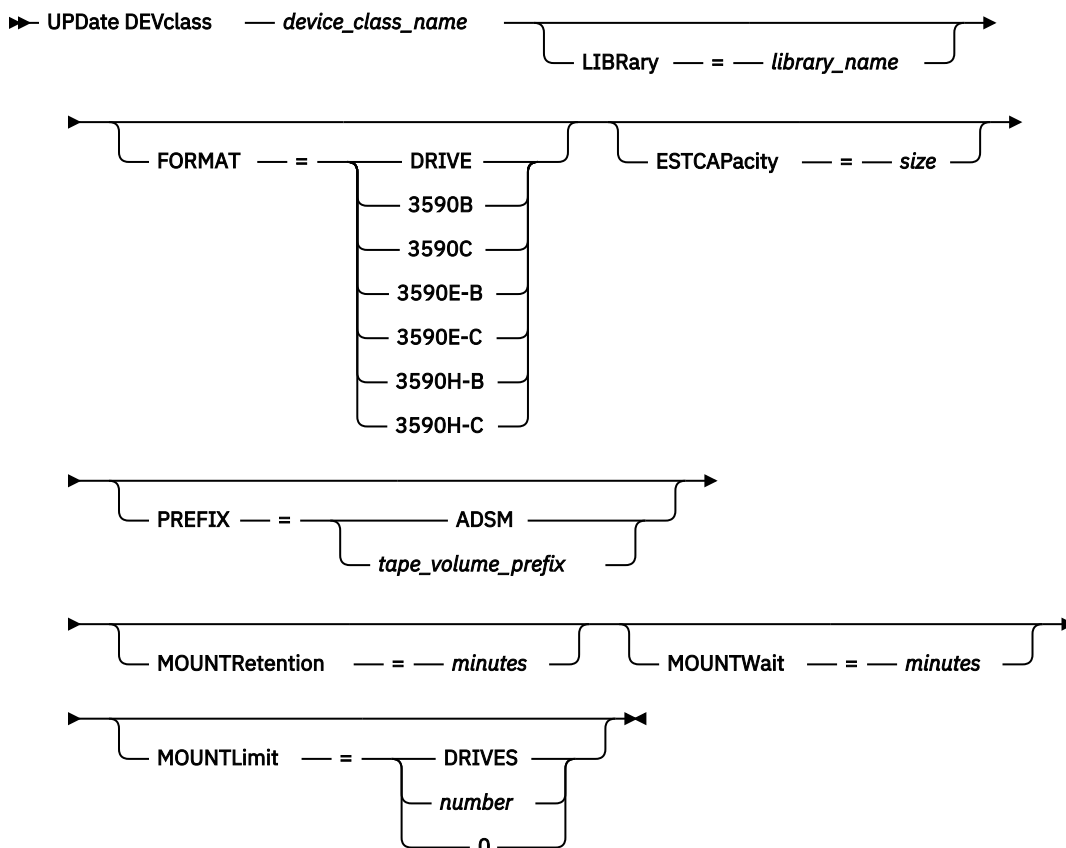 UPDate DEVclass device_class_name
LIBRary = library_name
FORMAT = DRIVE ESTCAPacity = size
3590B
3590C
3590E-B
3590E-C
3590H-B
3590H-C
PREFIX = ADSM
tape_volume_prefix
MOUNTRetention = minutes MOUNTWait = minutes
MOUNTLimit = DRIVES
number
0